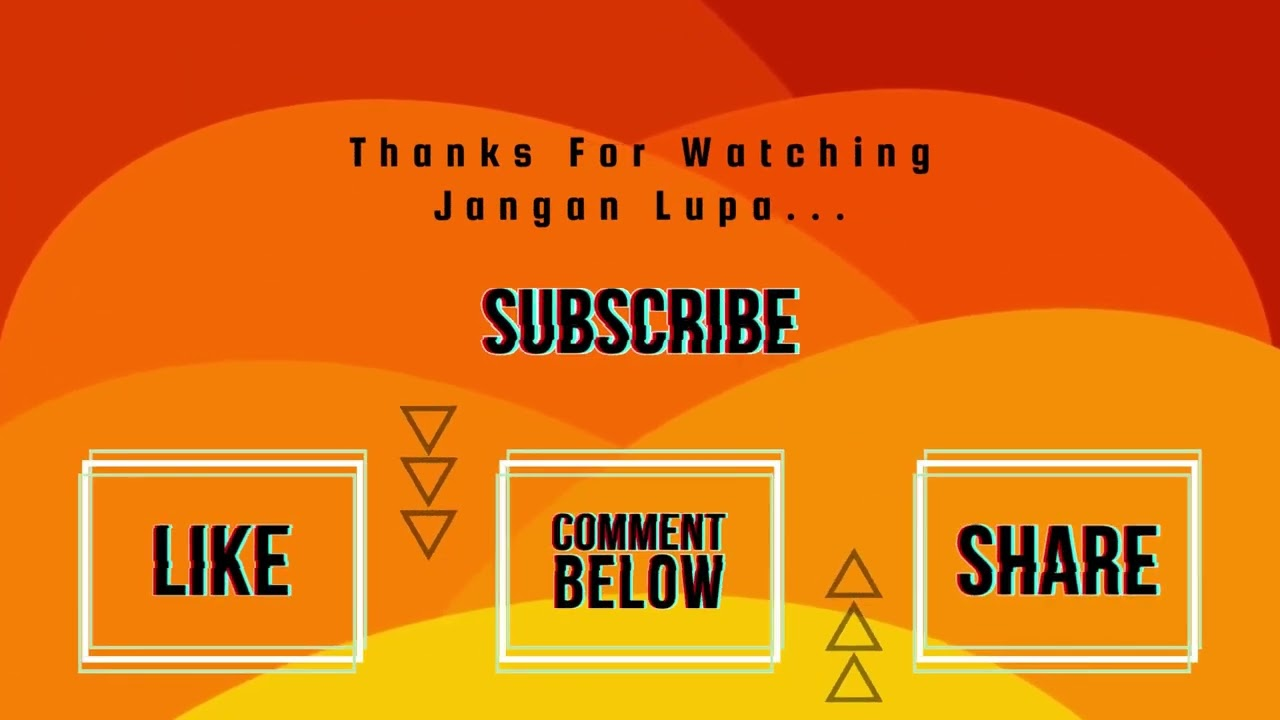 Thanks For Watching
Jangan Lupa...
SUBSCRIBE
LIKE
COMMENT
BELOW
SHARE